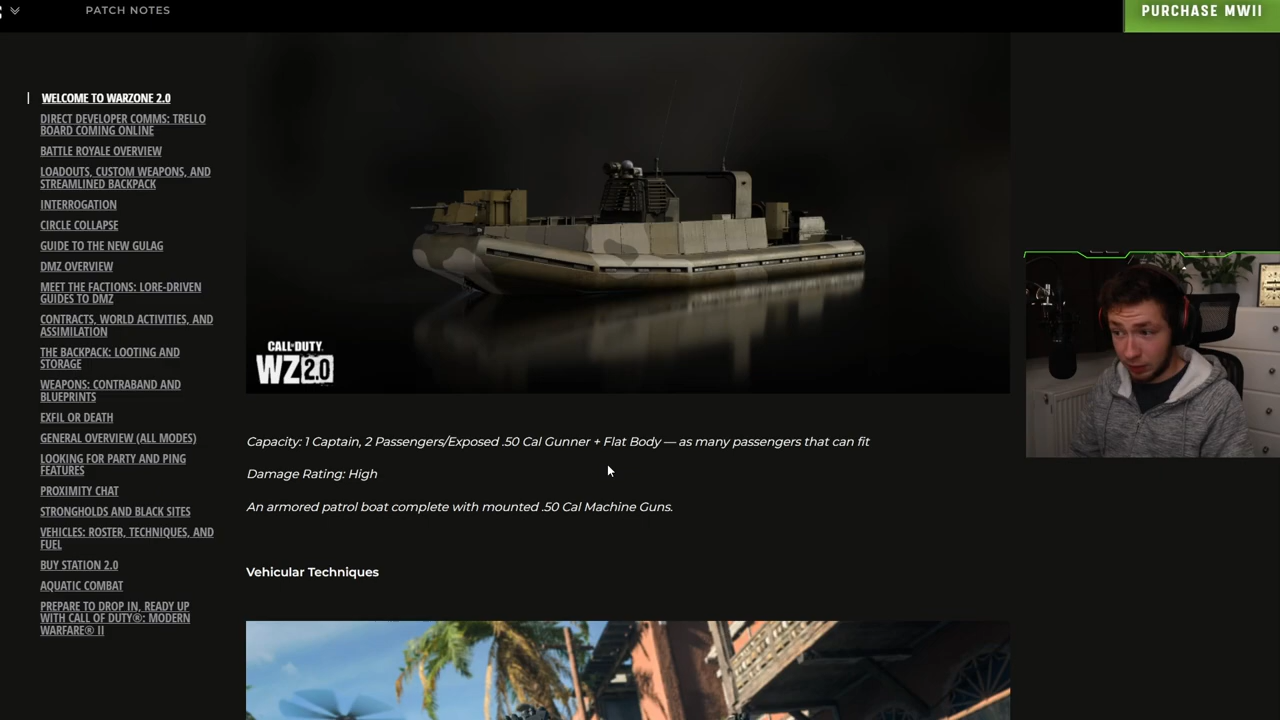 PATCH NOTES
PURCHASE MWII
WELCOME TO WARZONE 2.0
DIRECT DEVELOPER COMMS: TRELLO
BOARD COMING ONLINE
BATTLE ROYALE OVERVIEW
LOADOUTS, CUSTOM WEAPONS, AND
STREAMLINED BACKPACK
INTERROGATION
CIRCLE COLLAPSE
GUIDE TO THE NEW GULAG
DMZ OVERVIEW
MEET THE FACTIONS: LORE-DRIVEN
GUIDES TO DMZ
CONTRACTS, WORLD ACTIVITIES, AND
ASSIMILATION
THE BACKPACK: LOOTING AND
STORAGE
WEAPONS: CONTRABAND AND
BLUEPRINTS
EXFIL OR DEATH
GENERAL OVERVIEW (ALL MODES)
LOOKING FOR PARTY AND PING
FEATURES
PROXIMITY CHAT
STRONGHOLDS AND BLACK SITES
VEHICLES: ROSTER, TECHNIQUES, AND
FUEL
BUY STATION 2.0
AQUATIC COMBAT
PREPARE TO DROP IN, READY UP
WITH CALL OF DUTY®: MODERN
WARFARE® II
CALL OF DUTY
WZ 2.0
Capacity: 1 Captain, 2 Passengers/Exposed .50 Cal Gunner + Flat Body — as many passengers that can fit
Damage Rating: High
An armored patrol boat complete with mounted .50 Cal Machine Guns.
Vehicular Techniques